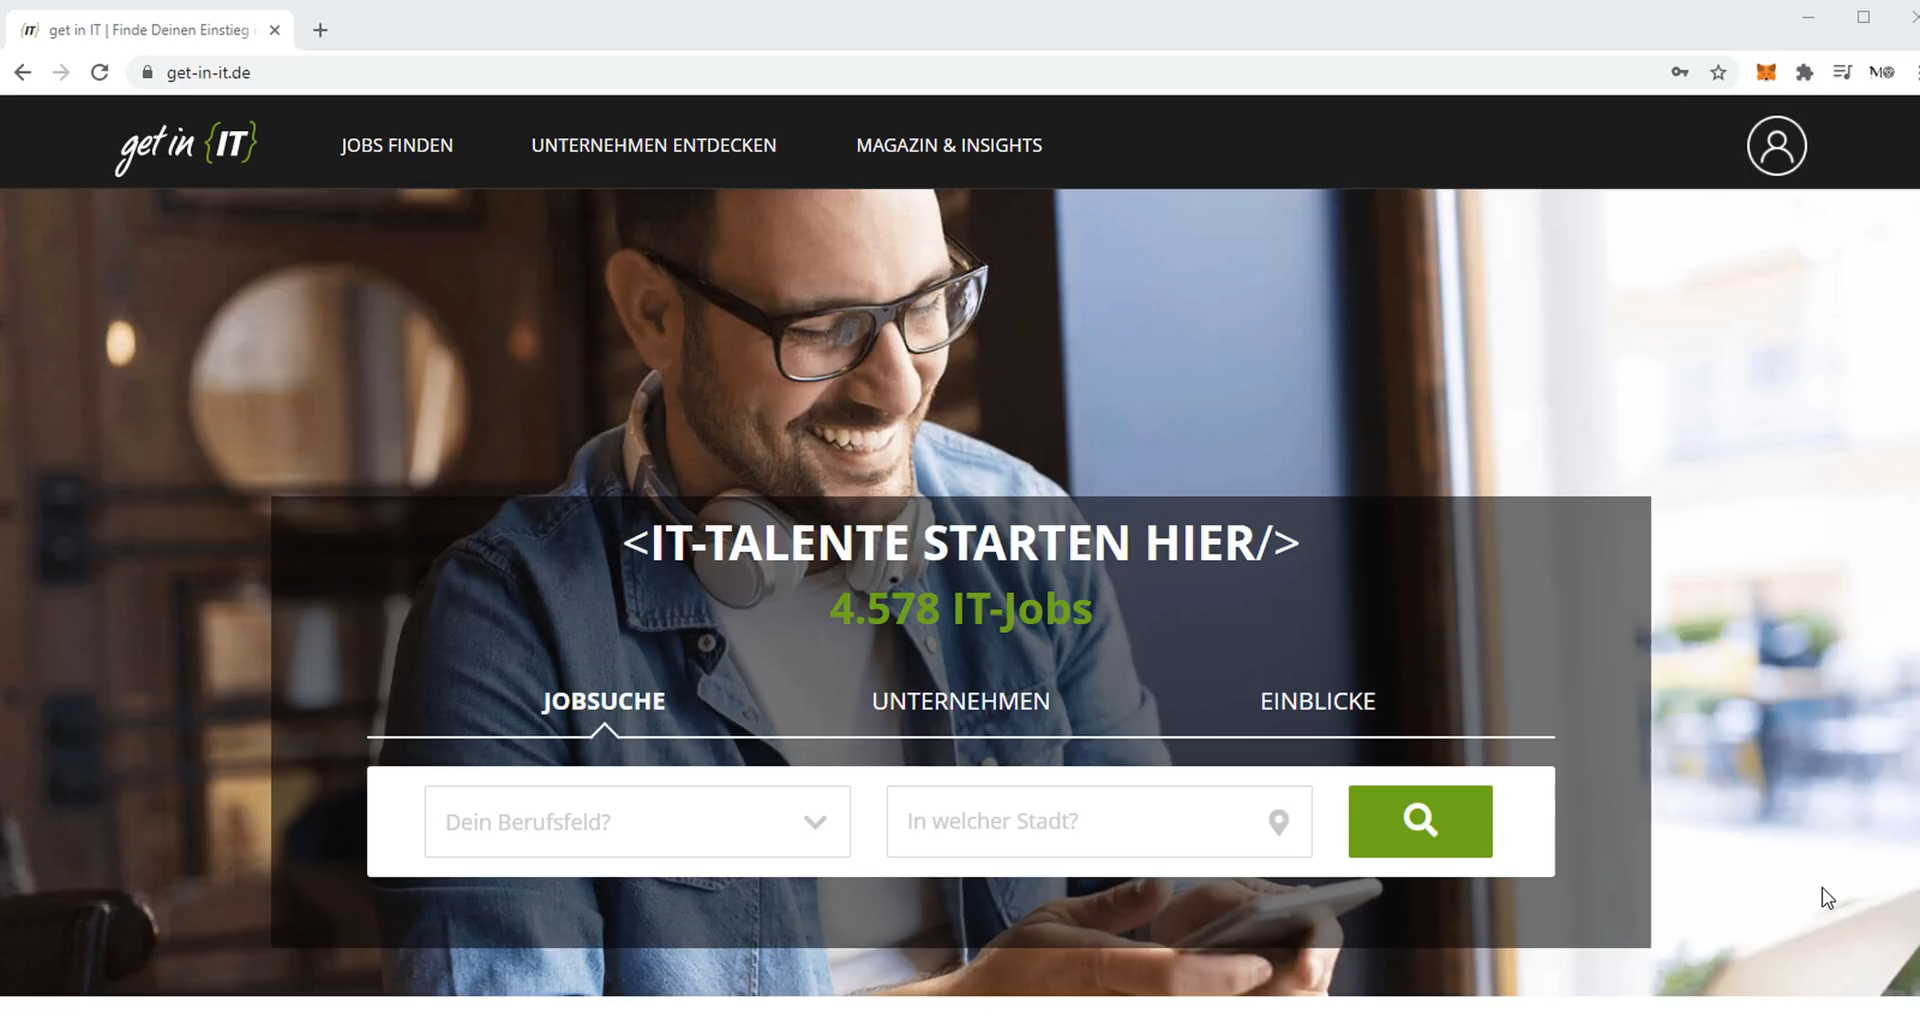 {IT} get in IT | Finde Deinen Einstieg i
get-in-it.de
get in {IT}
JOBS FINDEN
UNTERNEHMEN ENTDECKEN
MAGAZIN & INSIGHTS
<IT-TALENTE STARTEN HIER/>
4.578 IT-Jobs
JOBSUCHE
UNTERNEHMEN
EINBLICKE
Dein Berufsfeld?
In welcher Stadt?